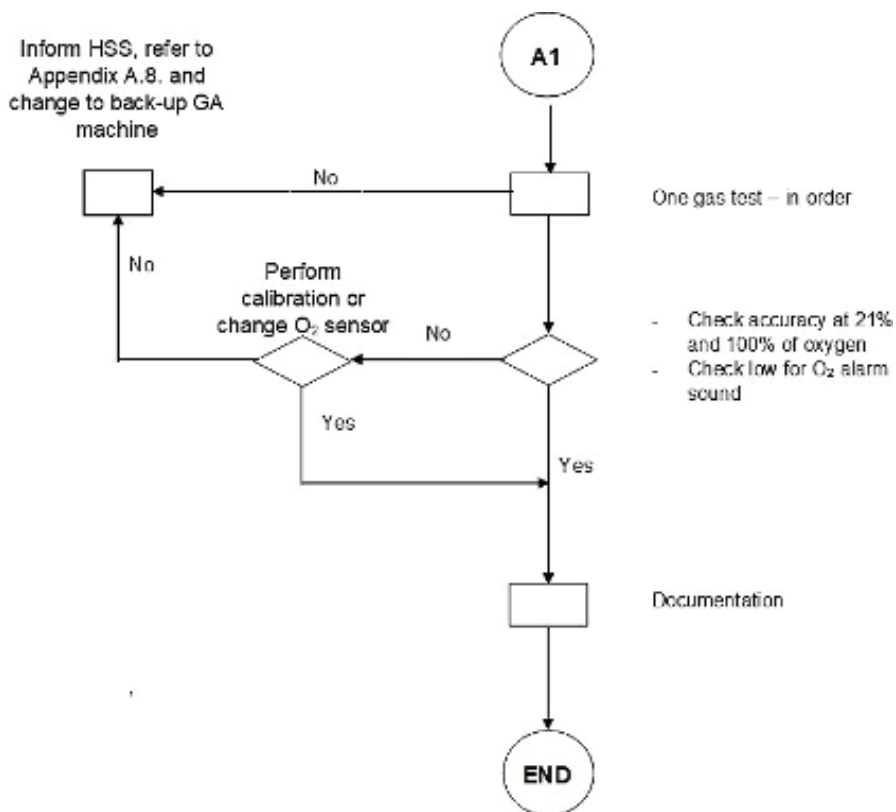 Inform HSS, refer to
Appendix A.8. and
change to back-up GA
machine
A1
No
One gas test – in order
No
Perform
calibration or
change O₂ sensor
No
- Check accuracy at 21%
and 100% of oxygen
- Check low for O₂ alarm
sound
Yes
Yes
Documentation
END